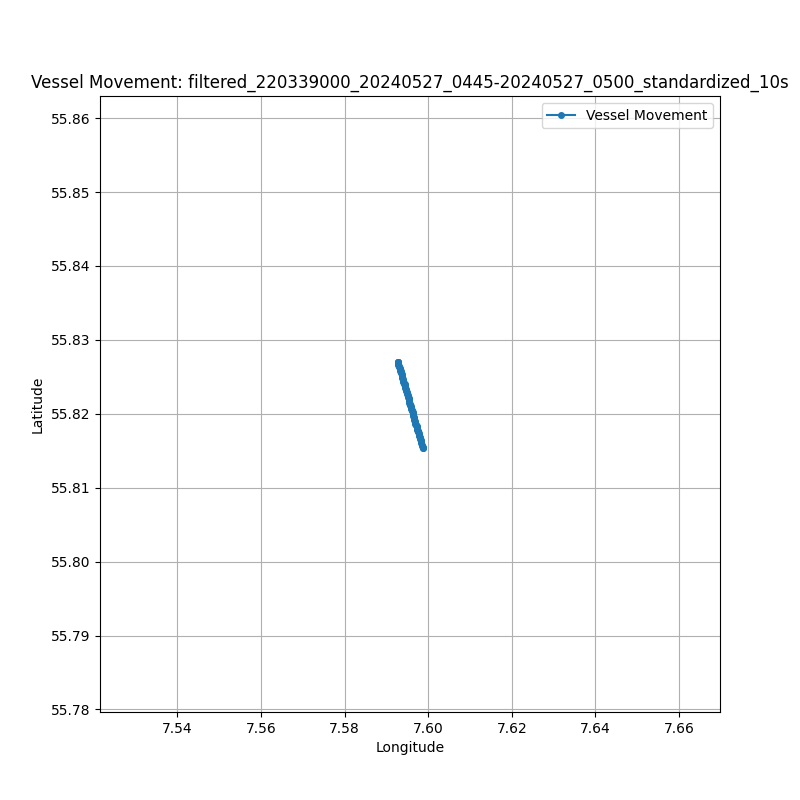 Vessel Movement: filtered_220339000_20240527_0445-20240527_0500_standardized_10s
Vessel Movement
55.86
55.85
55.84
55.83
55.82
55.81
55.80
55.79
55.78
Latitude
7.54 7.56 7.58 7.60 7.62 7.64 7.66
Longitude